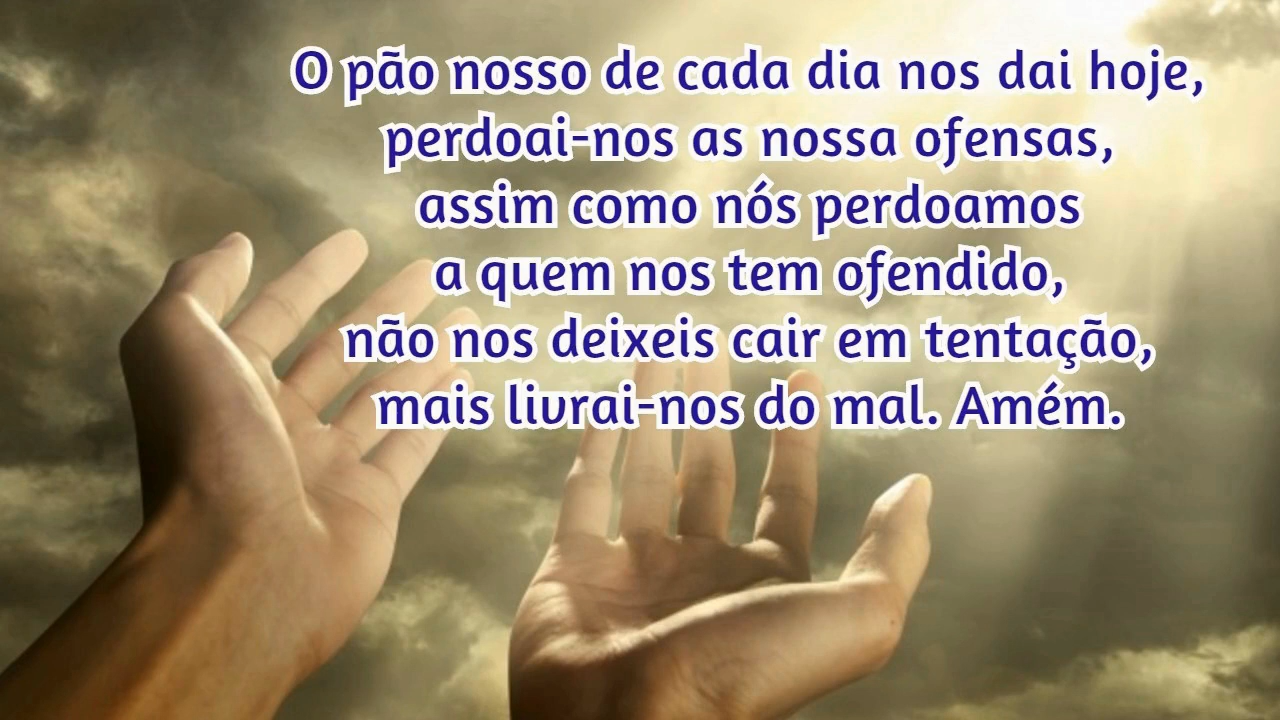 O pão nosso de cada dia nos dai hoje,
perdoai-nos as nossa ofensas,
assim como nós perdoamos
a quem nos tem ofendido,
não nos deixeis cair em tentação,
mais livrai-nos do mal. Amém.